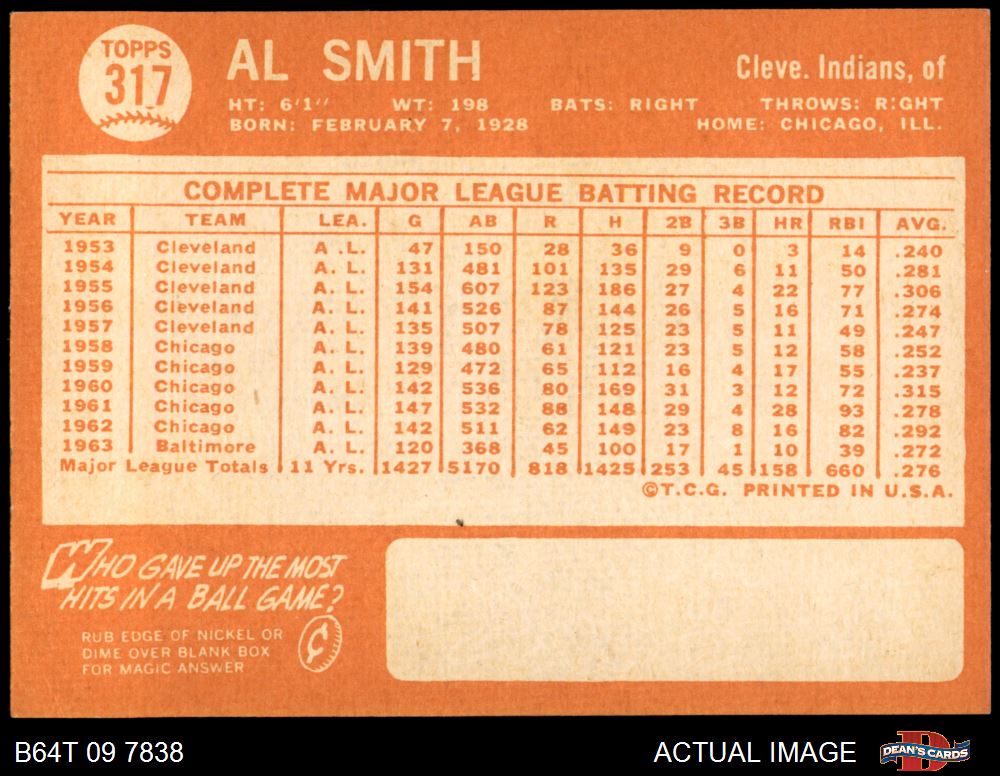 TOPPS
317
AL SMITH
Cleve. Indians, of
HT: 6'1" WT: 198 BATS: RIGHT THROWS: RIGHT
BORN: FEBRUARY 7, 1928 HOME: CHICAGO, ILL.
COMPLETE MAJOR LEAGUE BATTING RECORD
YEAR TEAM LEA. G AB R H 2B 3B HR RBI AVG.
1953 Cleveland A.L. 47 150 28 36 9 0 3 14 .240
1954 Cleveland A.L. 131 481 101 135 29 6 11 50 .281
1955 Cleveland A.L. 154 607 123 186 27 4 22 77 .306
1956 Cleveland A.L. 141 526 87 144 26 5 16 71 .274
1957 Cleveland A.L. 135 507 78 125 23 5 11 49 .247
1958 Chicago A.L. 139 480 61 121 23 5 12 58 .252
1959 Chicago A.L. 129 472 65 112 16 4 17 55 .237
1960 Chicago A.L. 142 536 80 169 31 3 12 72 .315
1961 Chicago A.L. 147 532 88 148 29 4 28 93 .278
1962 Chicago A.L. 142 511 62 149 23 8 16 82 .292
1963 Baltimore A.L. 120 368 45 100 17 1 10 39 .272
Major League Totals 11 Yrs. 1427 5170 818 1425 253 45 158 660 .276
©T.C.G. PRINTED IN U.S.A.
WHO GAVE UP THE MOST
HITS IN A BALL GAME?
RUB EDGE OF NICKEL OR
DIME OVER BLANK BOX
FOR MAGIC ANSWER
¢
B64T 09 7838
ACTUAL IMAGE
D
DEAN'S CARDS